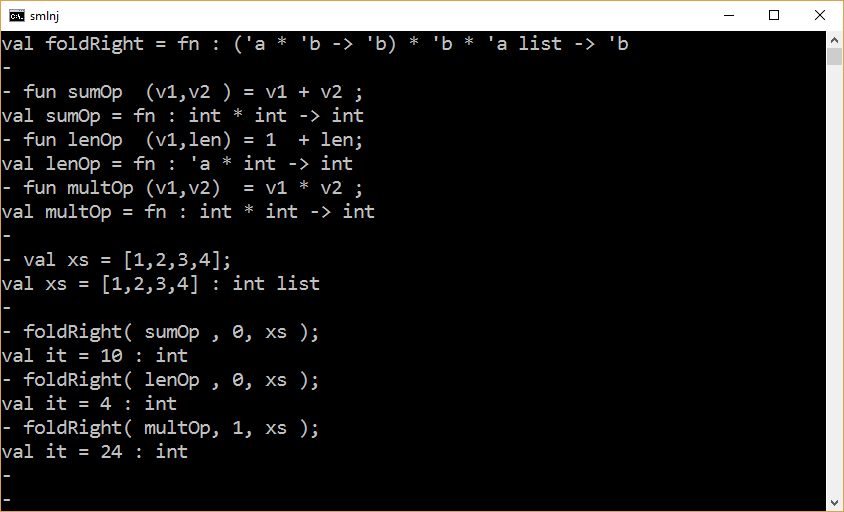 C:\. smlnj
val foldRight = fn : ('a * 'b -> 'b) * 'b * 'a list -> 'b
-
- fun sumOp  (v1,v2 ) = v1 + v2 ;
val sumOp = fn : int * int -> int
- fun lenOp  (v1,len) = 1  + len;
val lenOp = fn : 'a * int -> int
- fun multOp (v1,v2)  = v1 * v2 ;
val multOp = fn : int * int -> int
-
- val xs = [1,2,3,4];
val xs = [1,2,3,4] : int list
-
- foldRight( sumOp , 0, xs );
val it = 10 : int
- foldRight( lenOp , 0, xs );
val it = 4 : int
- foldRight( multOp, 1, xs );
val it = 24 : int
-
-